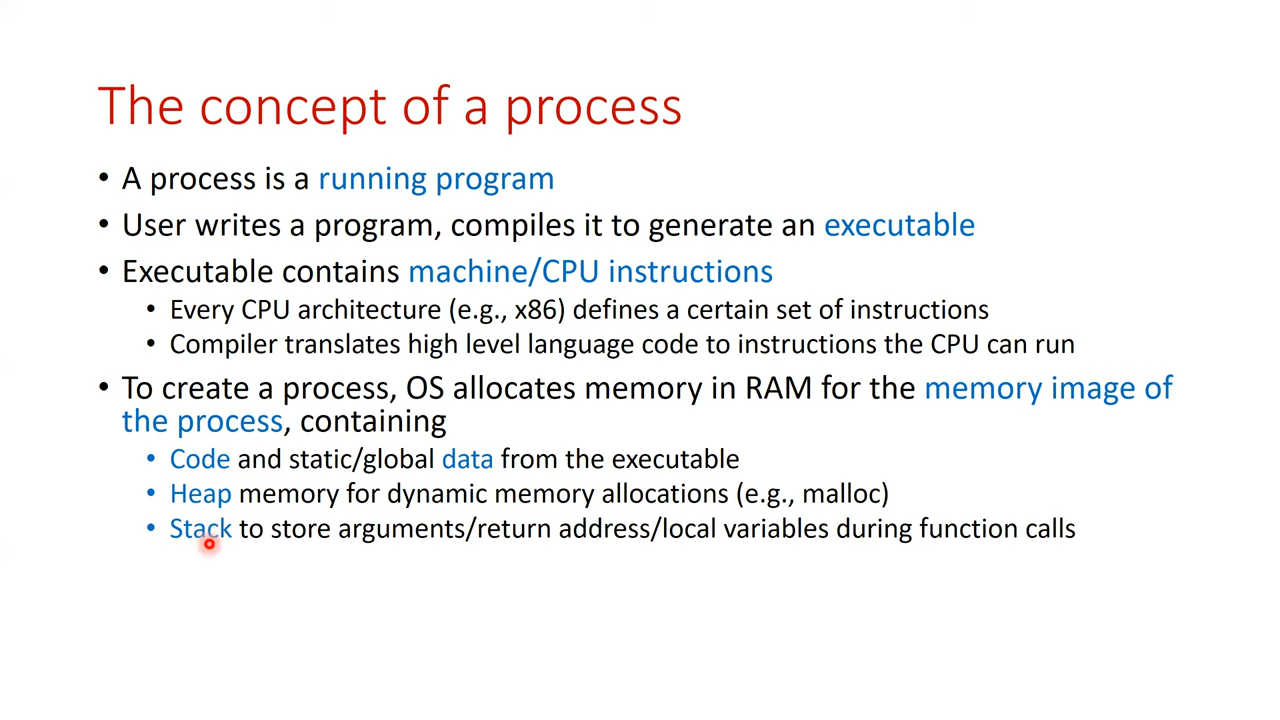 The concept of a process
• A process is a running program
• User writes a program, compiles it to generate an executable
• Executable contains machine/CPU instructions
• Every CPU architecture (e.g., x86) defines a certain set of instructions
• Compiler translates high level language code to instructions the CPU can run
• To create a process, OS allocates memory in RAM for the memory image of
the process, containing
• Code and static/global data from the executable
• Heap memory for dynamic memory allocations (e.g., malloc)
• Stack to store arguments/return address/local variables during function calls